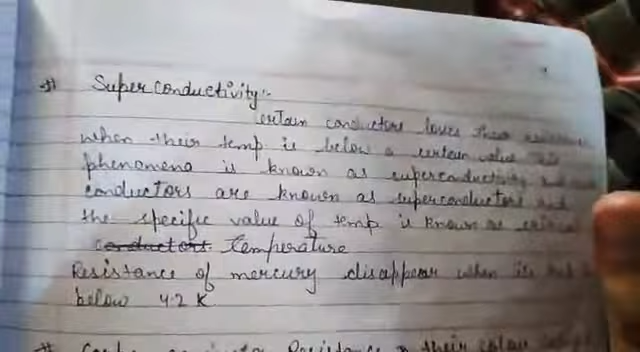 Superconductivity:-
certain conductors loses their
when their temp is below a certain value this
phenomena is known as superconductivity
conductors are known as superconductors and
the specific value of temp is known as critical
conductors temperature
Resistance of mercury disappear when its
below 4.2 K
Resistance & their colour